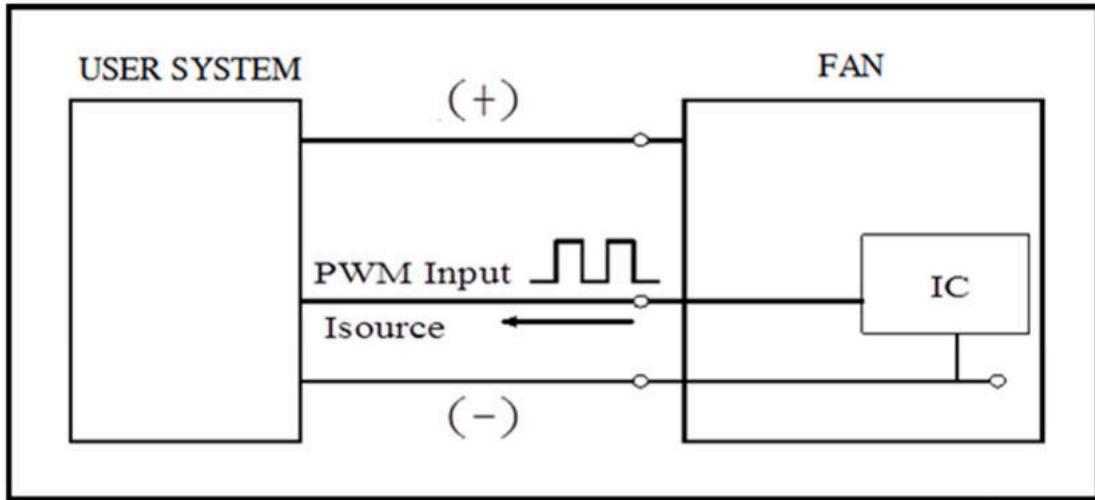 USER SYSTEM
FAN
(+)
PWM Input
IC
Isource
(-)